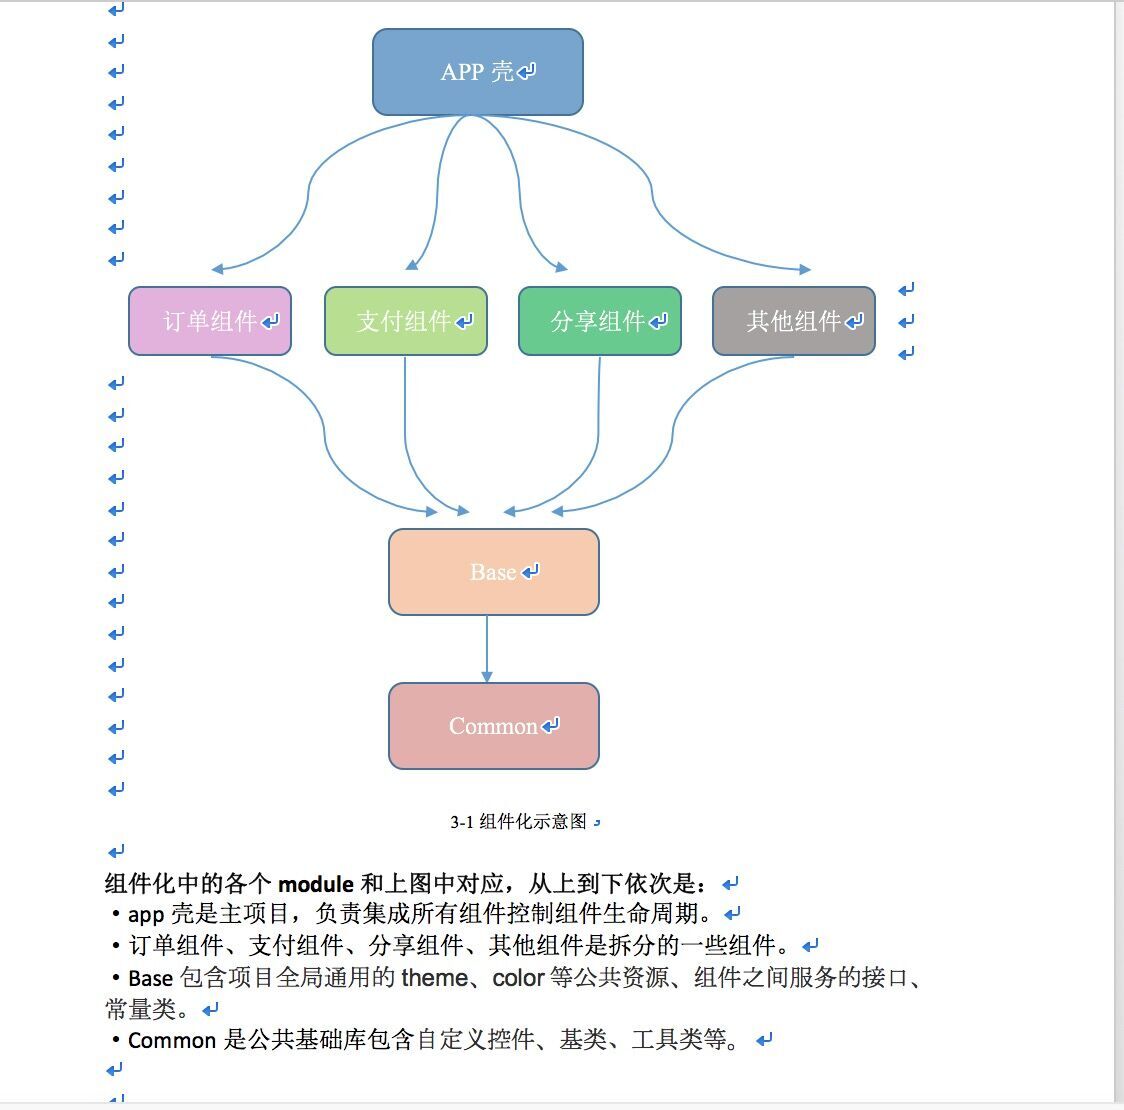 APP 壳
订单组件
支付组件
分享组件
其他组件
Base
Common
3-1 组件化示意图
组件化中的各个 module 和上图中对应，从上到下依次是：
• app 壳是主项目，负责集成所有组件控制组件生命周期。
• 订单组件、支付组件、分享组件、其他组件是拆分的一些组件。
• Base 包含项目全局通用的 theme、color 等公共资源、组件之间服务的接口、
常量类。
• Common 是公共基础库包含自定义控件、基类、工具类等。